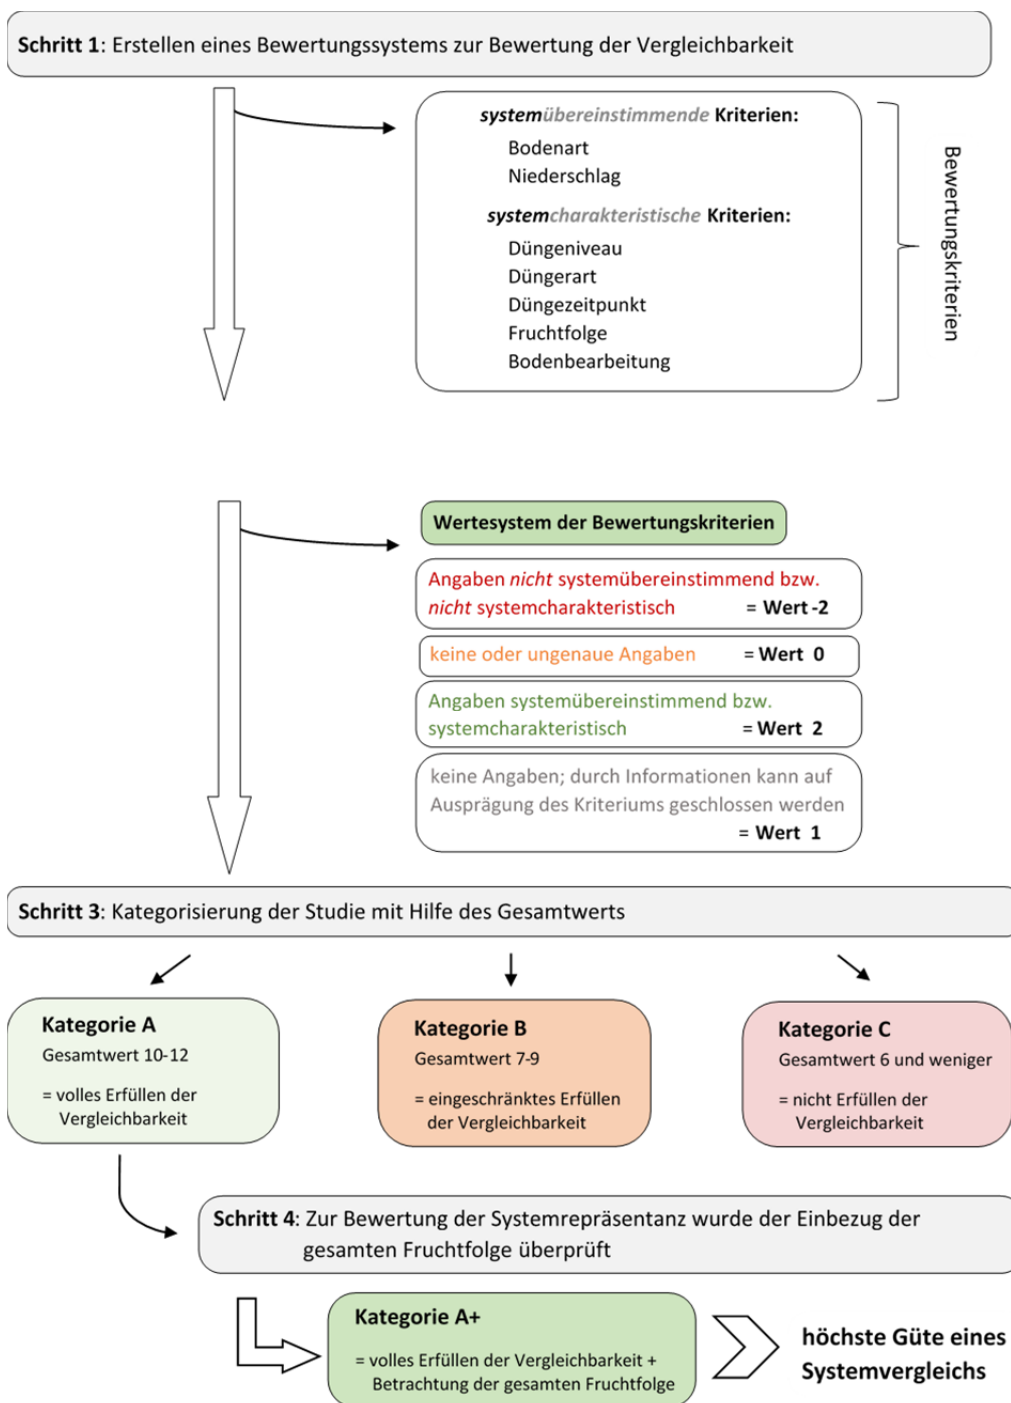 Schritt 1: Erstellen eines Bewertungssystems zur Bewertung der Vergleichbarkeit
systemübereinstimmende Kriterien:
Bodenart
Niederschlag
systemcharakteristische Kriterien:
Düngeniveau
Düngerart
Düngezeitpunkt
Fruchtfolge
Bodenbearbeitung
Bewertungskriterien
Wertesystem der Bewertungskriterien
Angaben nicht systemübereinstimmend bzw.
nicht systemcharakteristisch = Wert -2
keine oder ungenaue Angaben = Wert 0
Angaben systemübereinstimmend bzw.
systemcharakteristisch = Wert 2
keine Angaben; durch Informationen kann auf
Ausprägung des Kriteriums geschlossen werden
= Wert 1
Schritt 3: Kategorisierung der Studie mit Hilfe des Gesamtwerts
Kategorie A
Gesamtwert 10-12
= volles Erfüllen der
Vergleichbarkeit
Kategorie B
Gesamtwert 7-9
= eingeschränktes Erfüllen
der Vergleichbarkeit
Kategorie C
Gesamtwert 6 und weniger
= nicht Erfüllen der
Vergleichbarkeit
Schritt 4: Zur Bewertung der Systemrepräsentanz wurde der Einbezug der
gesamten Fruchtfolge überprüft
Kategorie A+
= volles Erfüllen der Vergleichbarkeit +
Betrachtung der gesamten Fruchtfolge
höchste Güte eines
Systemvergleichs